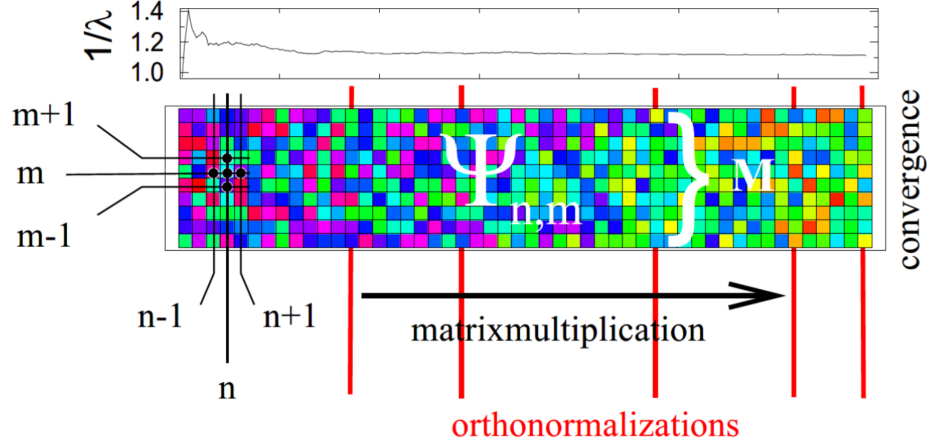 1/λ
1.4
1.2
1.0
m+1
m
m-1
Ψn,m
} M
convergence
n-1
n+1
n
matrixmultiplication
orthonormalizations